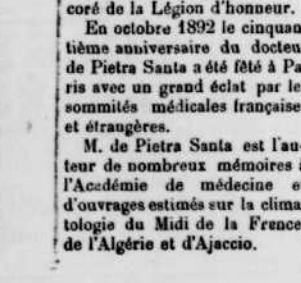 coré de la Légion d'honneur.
En octobre 1892 le cinquan
tième anniversaire du docteu
de Pietra Santa a été fêté à Pa
ris avec un grand éclat par le
sommités médicales française
et étrangères.
M. de Pietra Santa est l'au-
teur de nombreux mémoires
l'Académie de médecine e
d'ouvrages estimés sur la clima
tologie du Midi de la Frence
de l'Algérie et d'Ajaccio.